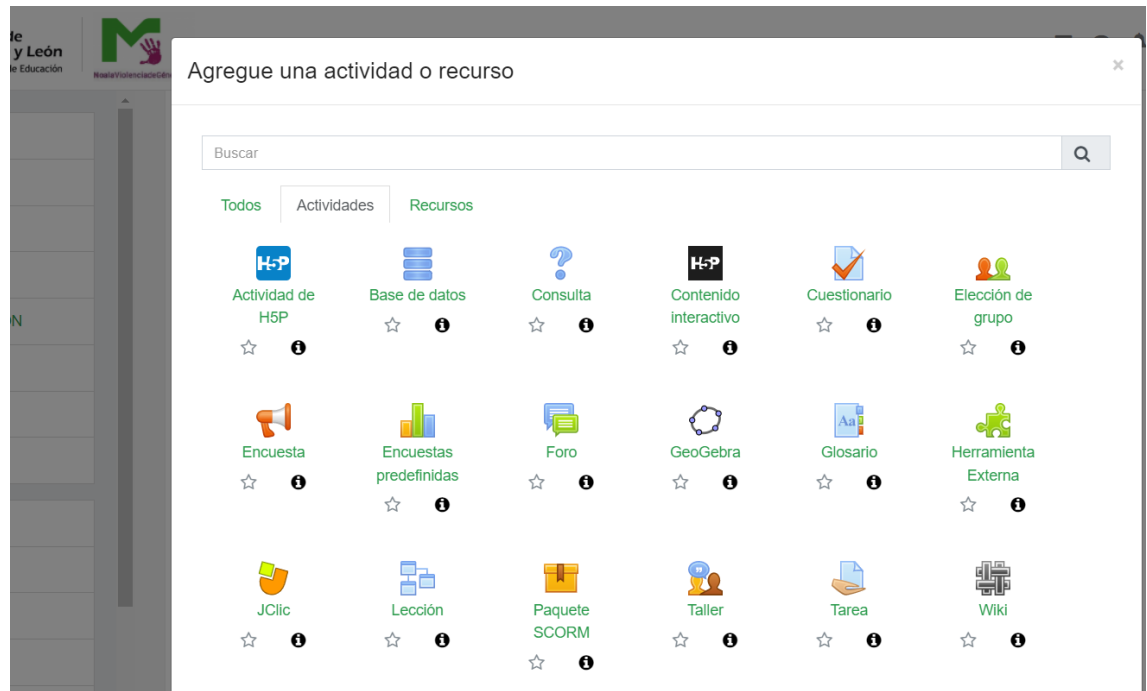 de
y León
de Educación
NoalaViolenciadeGén
Agregue una actividad o recurso
×
Buscar
Todos Actividades Recursos
H5P H5P
Actividad de Base de datos Consulta Contenido Cuestionario Elección de
H5P interactivo grupo
ÓN
Aa
Encuesta Encuestas Foro GeoGebra Glosario Herramienta
predefinidas Externa
JClic Lección Paquete Taller Tarea Wiki
SCORM